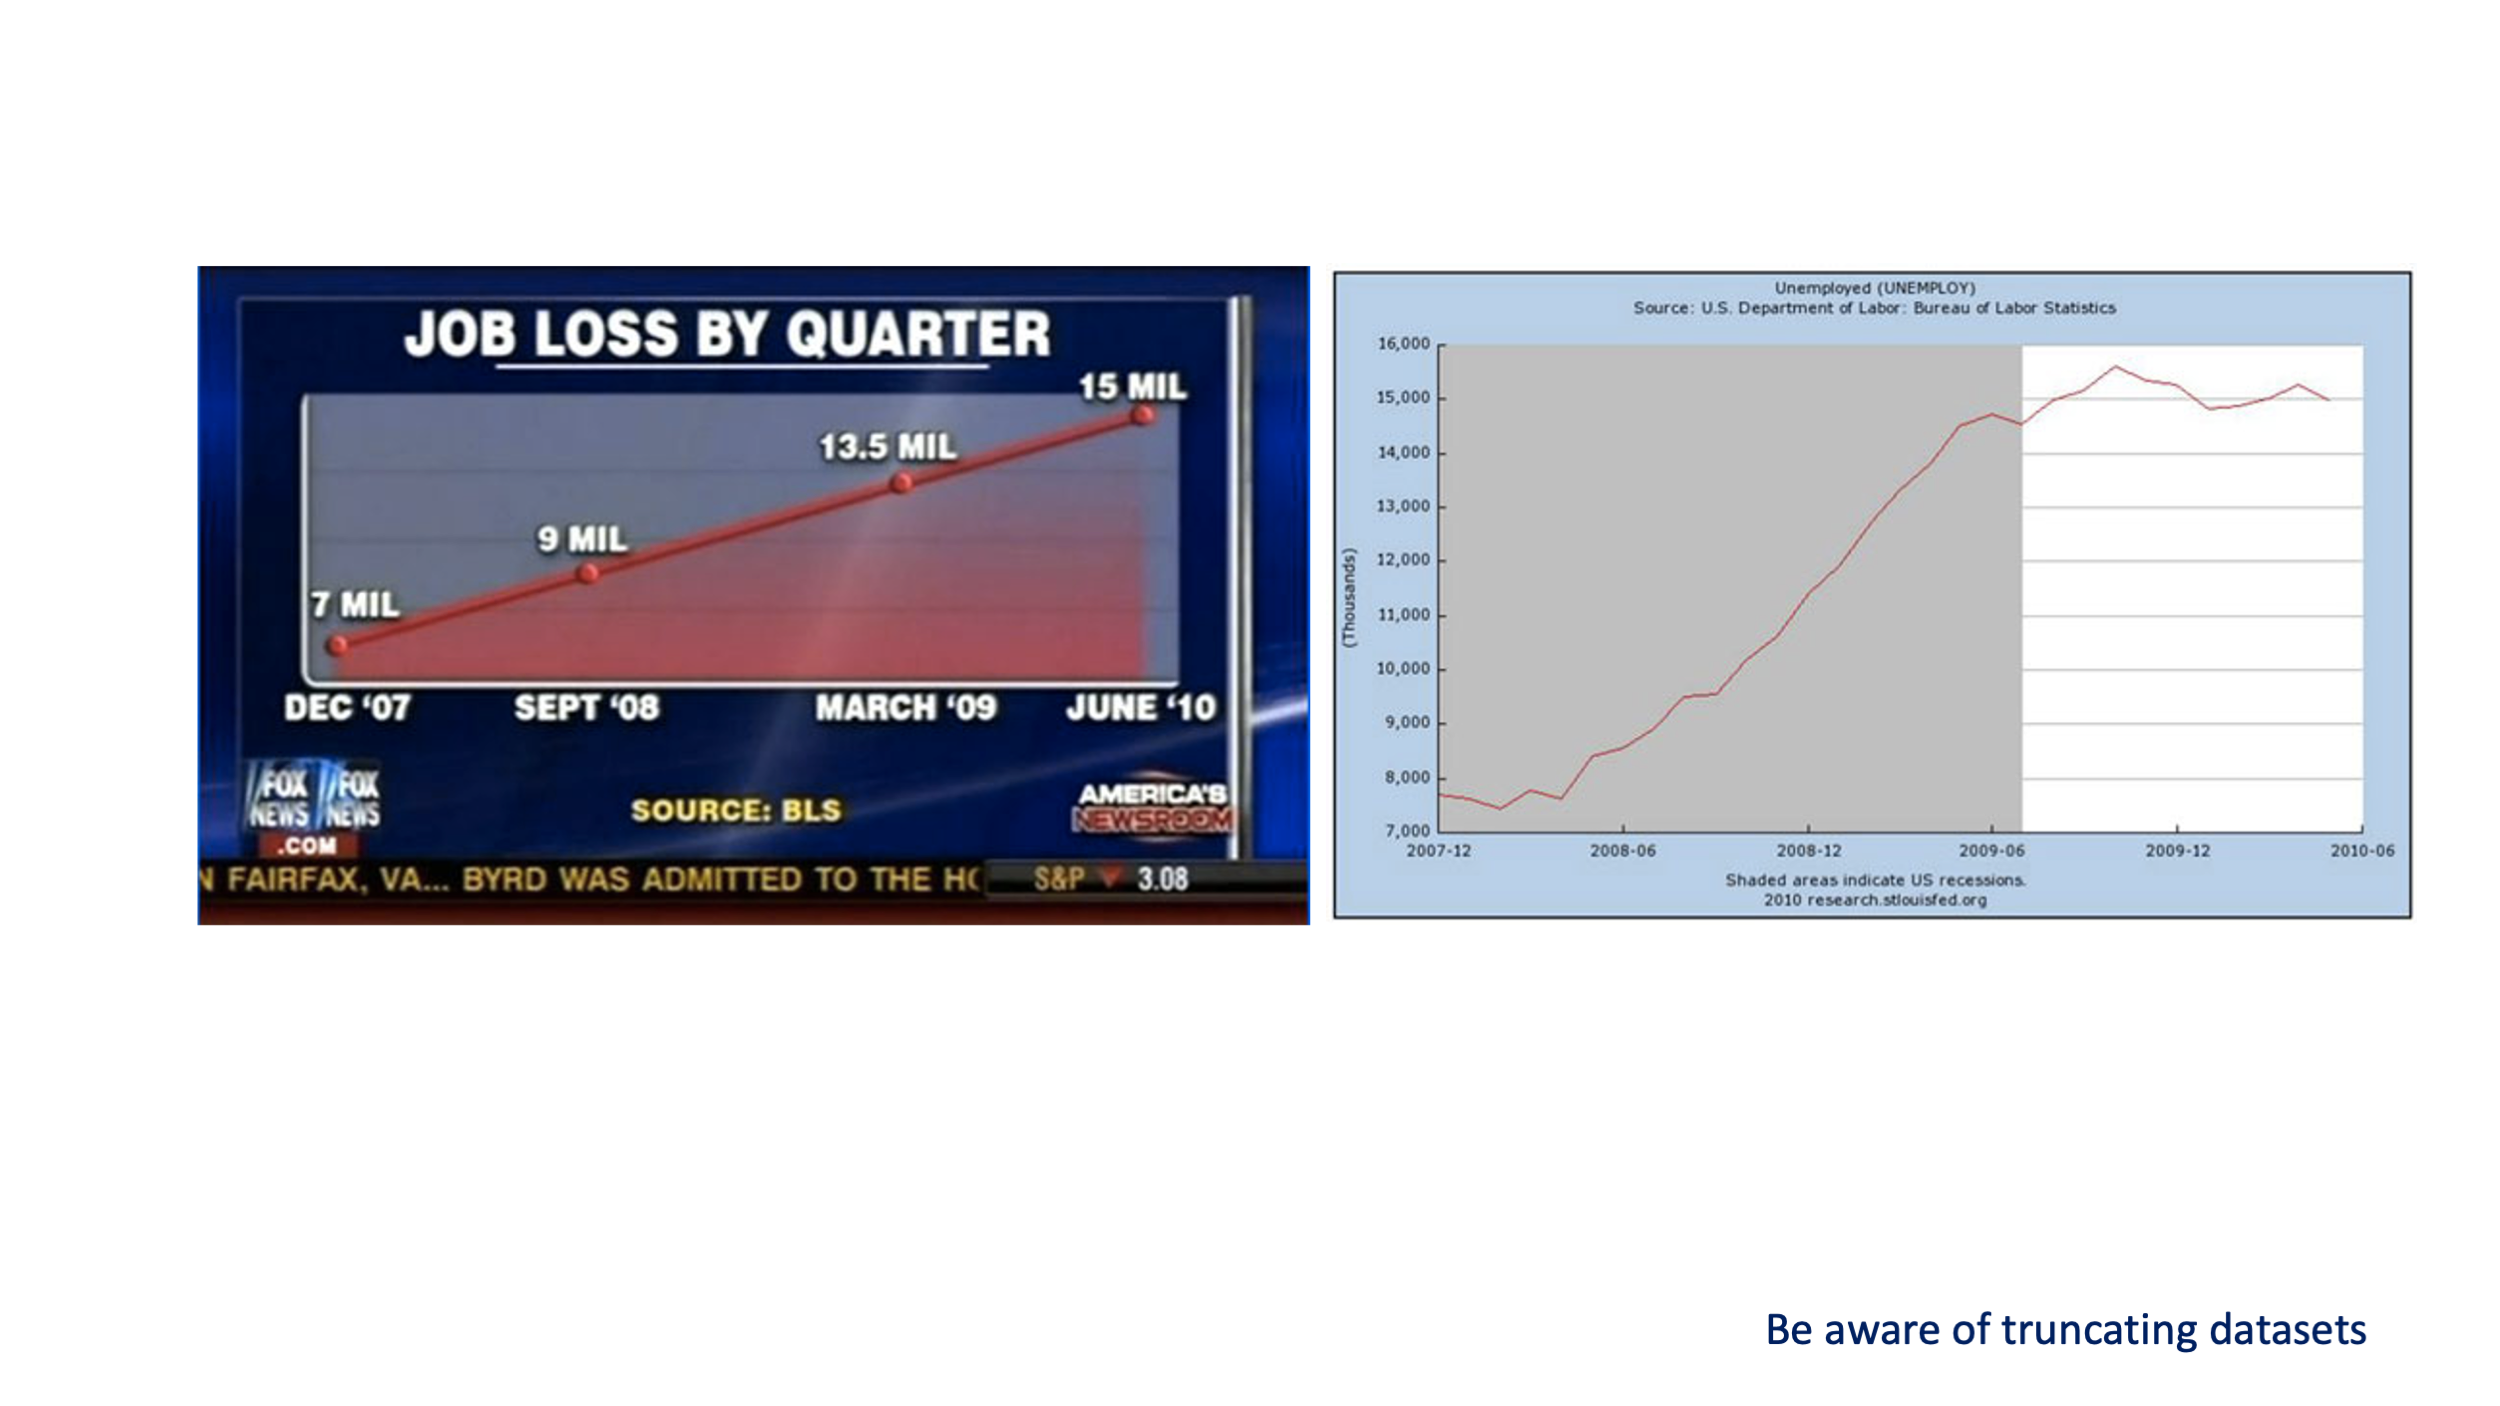 JOB LOSS BY QUARTER
15 MIL
13.5 MIL
9 MIL
7 MIL
DEC ‘07 SEPT ‘08 MARCH ‘09 JUNE ‘10
FOX NEWS FOX NEWS
.COM
SOURCE: BLS
AMERICA'S
NEWSROOM
N FAIRFAX, VA... BYRD WAS ADMITTED TO THE S&P 3.08
Unemployed (UNEMPLOY)
Source: U.S. Department of Labor: Bureau of Labor Statistics
16,000
15,000
14,000
13,000
12,000
11,000
10,000
9,000
8,000
7,000
(Thousands)
2007-12 2008-06 2008-12 2009-06 2009-12 2010-06
Shaded areas indicate US recessions.
2010 research.stlouisfed.org
Be aware of truncating datasets